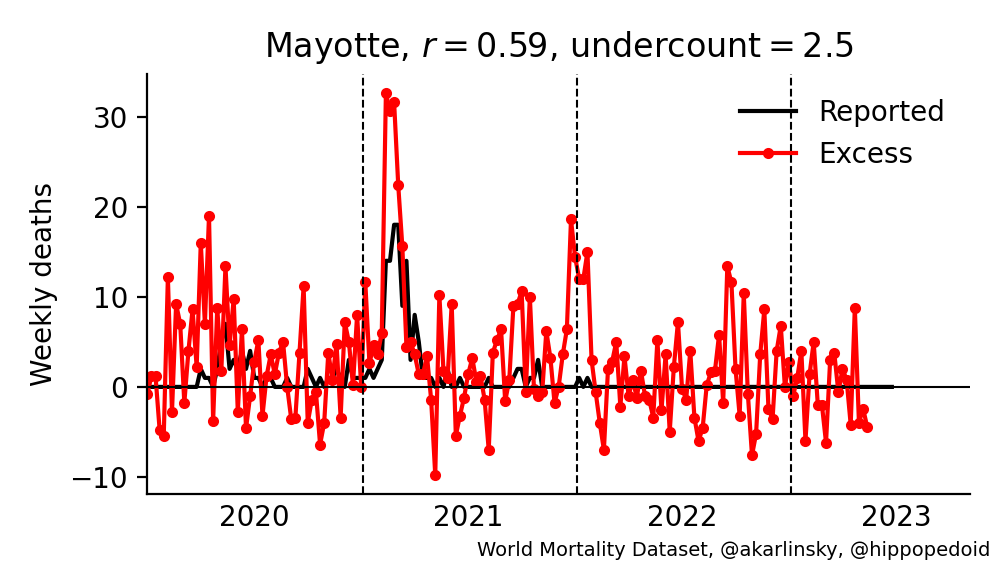 Mayotte, r = 0.59, undercount = 2.5
Reported
Excess
Weekly deaths
30
20
10
0
−10
2020 2021 2022 2023
World Mortality Dataset, @akarlinsky, @hippopedoid